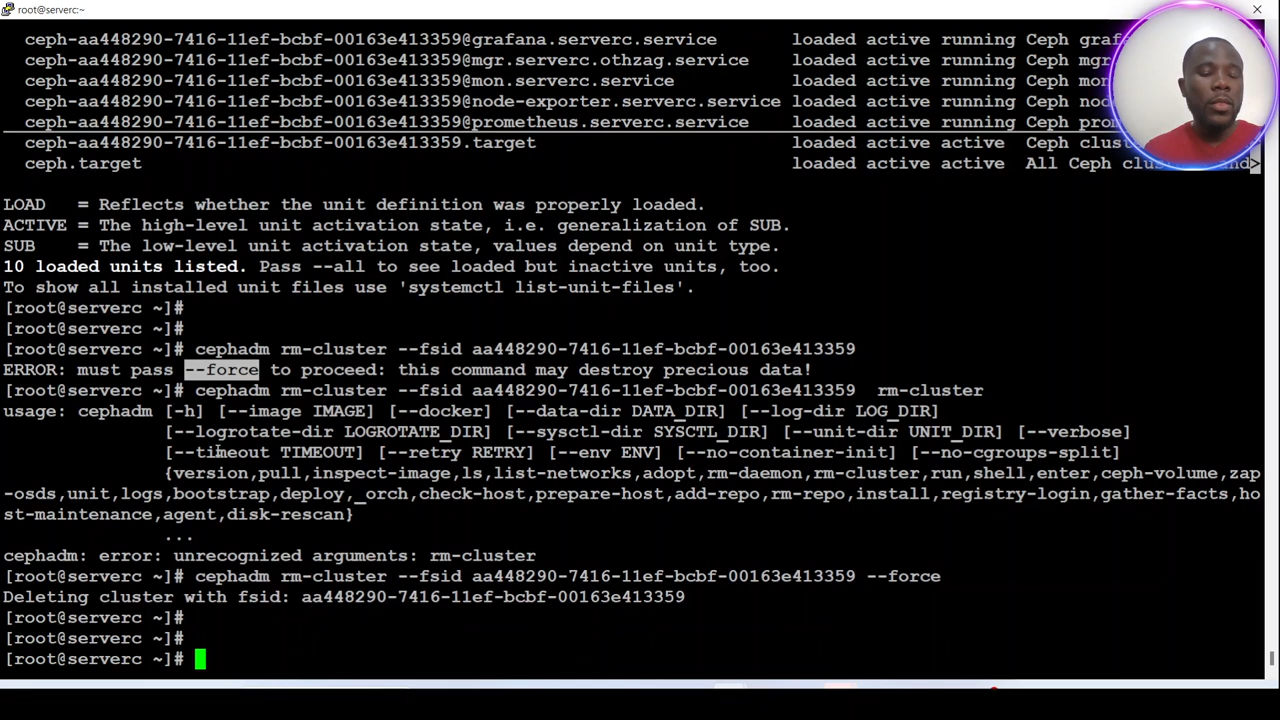 root@serverc:~
ceph-aa448290-7416-11ef-bcbf-00163e413359@grafana.serverc.service loaded active running Ceph graf
ceph-aa448290-7416-11ef-bcbf-00163e413359@mgr.serverc.othzag.service loaded active running Ceph mgr
ceph-aa448290-7416-11ef-bcbf-00163e413359@mon.serverc.service loaded active running Ceph mon
ceph-aa448290-7416-11ef-bcbf-00163e413359@node-exporter.serverc.service loaded active running Ceph nod
ceph-aa448290-7416-11ef-bcbf-00163e413359@prometheus.serverc.service loaded active running Ceph prom
ceph-aa448290-7416-11ef-bcbf-00163e413359.target loaded active active Ceph clust
ceph.target loaded active active All Ceph clu and>
LOAD = Reflects whether the unit definition was properly loaded.
ACTIVE = The high-level unit activation state, i.e. generalization of SUB.
SUB = The low-level unit activation state, values depend on unit type.
10 loaded units listed. Pass --all to see loaded but inactive units, too.
To show all installed unit files use 'systemctl list-unit-files'.
[root@serverc ~]#
[root@serverc ~]#
[root@serverc ~]# cephadm rm-cluster --fsid aa448290-7416-11ef-bcbf-00163e413359
ERROR: must pass --force to proceed: this command may destroy precious data!
[root@serverc ~]# cephadm rm-cluster --fsid aa448290-7416-11ef-bcbf-00163e413359  rm-cluster
usage: cephadm [-h] [--image IMAGE] [--docker] [--data-dir DATA_DIR] [--log-dir LOG_DIR]
[--logrotate-dir LOGROTATE_DIR] [--sysctl-dir SYSCTL_DIR] [--unit-dir UNIT_DIR] [--verbose]
[--timeout TIMEOUT] [--retry RETRY] [--env ENV] [--no-container-init] [--no-cgroups-split]
{version,pull,inspect-image,ls,list-networks,adopt,rm-daemon,rm-cluster,run,shell,enter,ceph-volume,zap
-osds,unit,logs,bootstrap,deploy,_orch,check-host,prepare-host,add-repo,rm-repo,install,registry-login,gather-facts,ho
st-maintenance,agent,disk-rescan}
...
cephadm: error: unrecognized arguments: rm-cluster
[root@serverc ~]# cephadm rm-cluster --fsid aa448290-7416-11ef-bcbf-00163e413359 --force
Deleting cluster with fsid: aa448290-7416-11ef-bcbf-00163e413359
[root@serverc ~]#
[root@serverc ~]#
[root@serverc ~]#